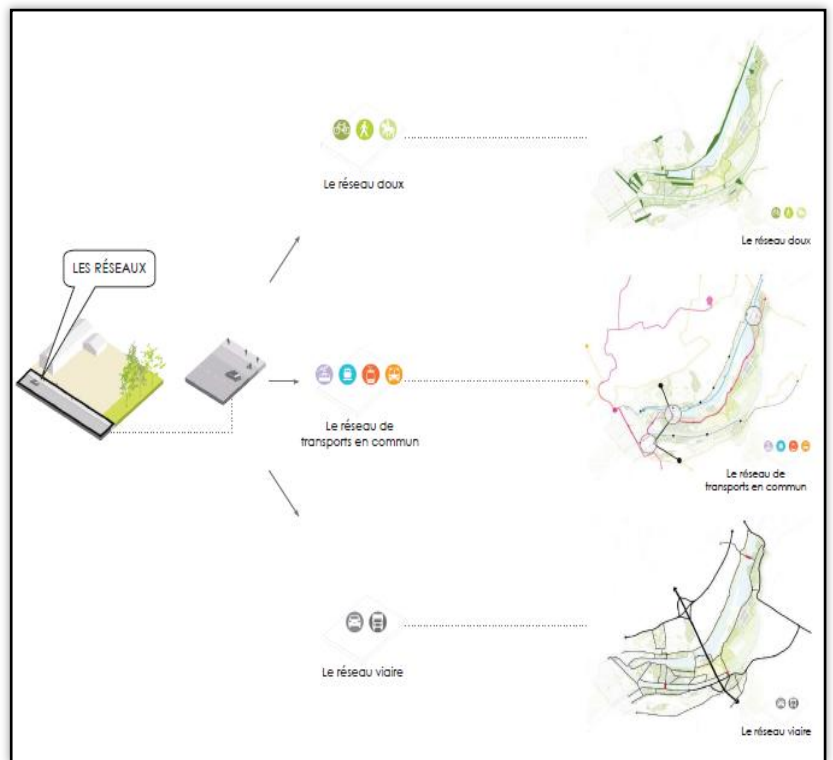 Le réseau doux
Le réseau doux
LES RÉSEAUX
Le réseau de
transports en commun
Le réseau de
transports en commun
Le réseau viaire
Le réseau viaire